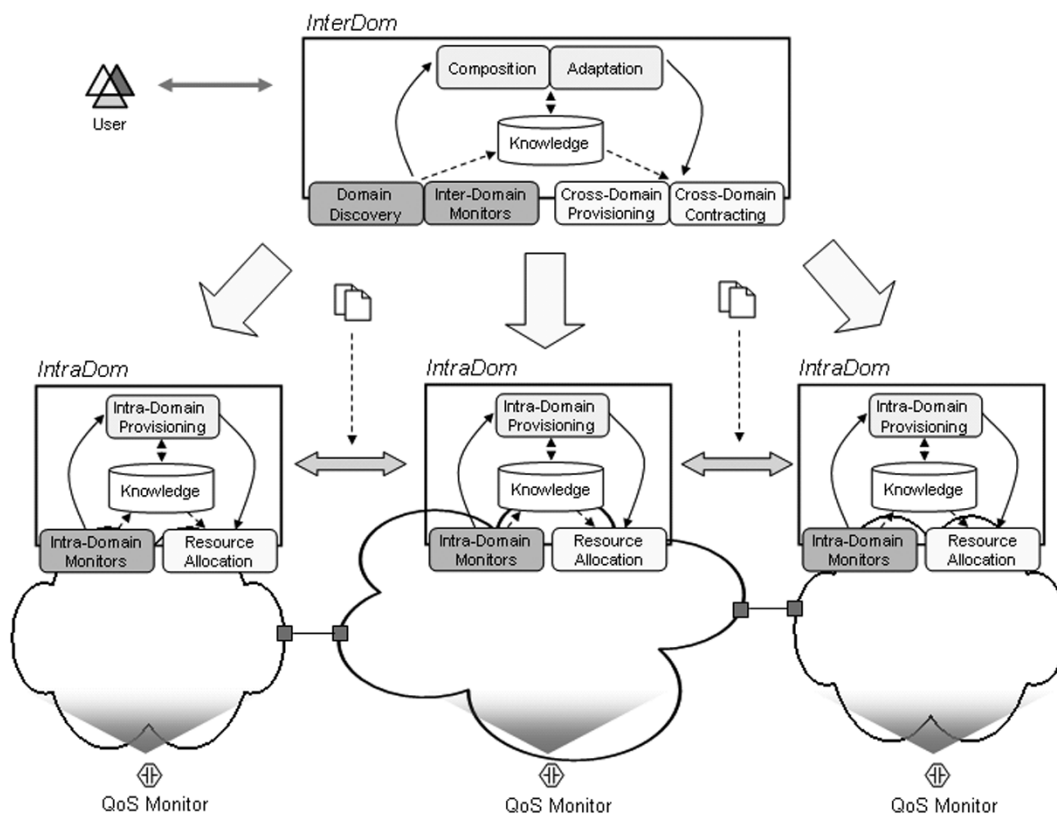 InterDom
Composition
Adaptation
User
Knowledge
Domain
Discovery
Inter-Domain
Monitors
Cross-Domain
Provisioning
Cross-Domain
Contracting
IntraDom
Intra-Domain
Provisioning
Knowledge
Intra-Domain
Monitors
Resource
Allocation
IntraDom
Intra-Domain
Provisioning
Knowledge
Intra-Domain
Monitors
Resource
Allocation
IntraDom
Intra-Domain
Provisioning
Knowledge
Intra-Domain
Monitors
Resource
Allocation
QoS Monitor
QoS Monitor
QoS Monitor